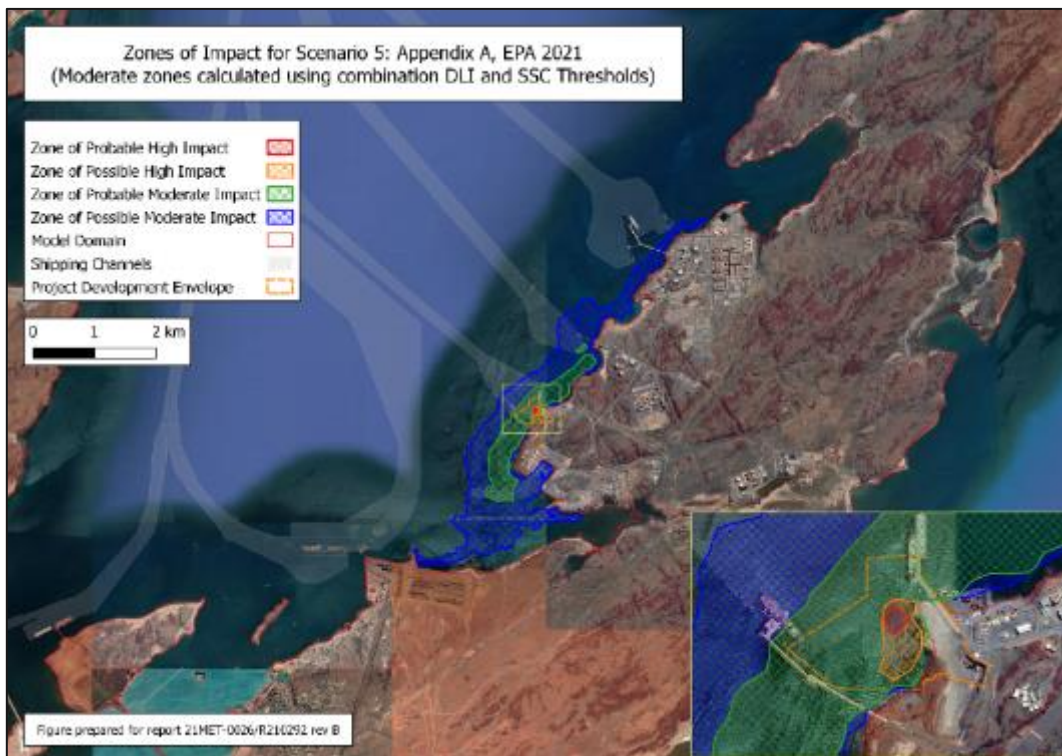 Zones of Impact for Scenario 5: Appendix A, EPA 2021
(Moderate zones calculated using combination DLI and SSC Thresholds)
Zone of Probable High Impact
Zone of Possible High Impact
Zone of Probable Moderate Impact
Zone of Possible Moderate Impact
Model Domain
Shipping Channels
Project Development Envelope
0 1 2 km
Figure prepared for report 21MET-0026/R210292 rev B